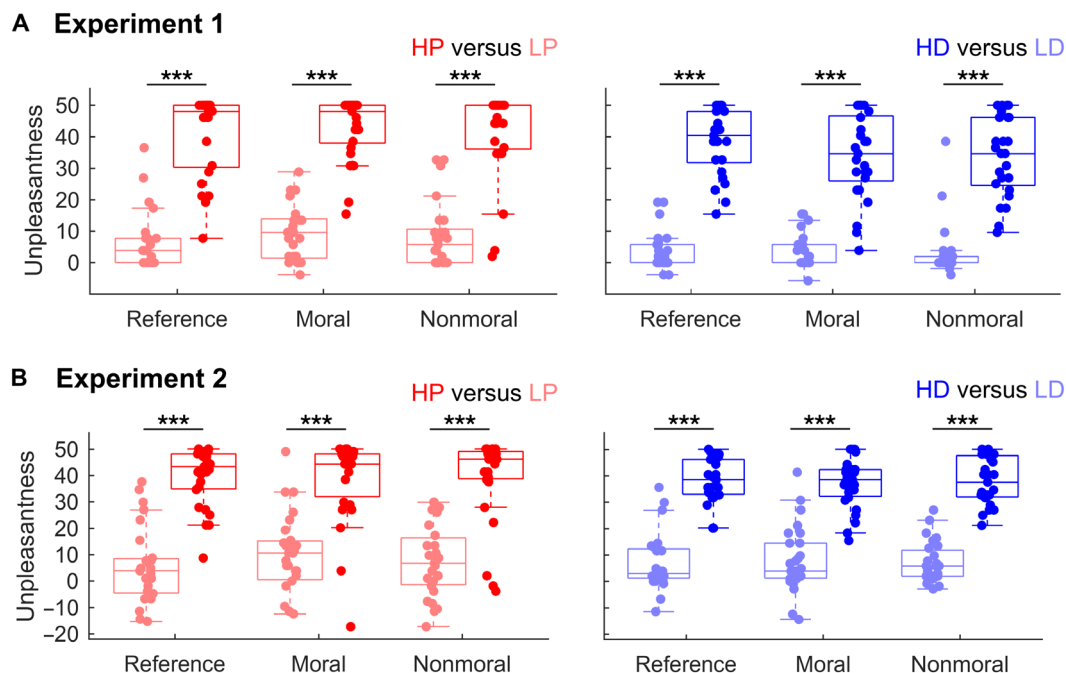 A Experiment 1
HP versus LP
HD versus LD
*** *** *** *** *** ***
Unpleasantness
50
40
30
20
10
0
Reference Moral Nonmoral
Reference Moral Nonmoral
B Experiment 2
HP versus LP
HD versus LD
*** *** *** *** *** ***
Unpleasantness
50
40
30
20
10
0
−10
−20
Reference Moral Nonmoral
Reference Moral Nonmoral